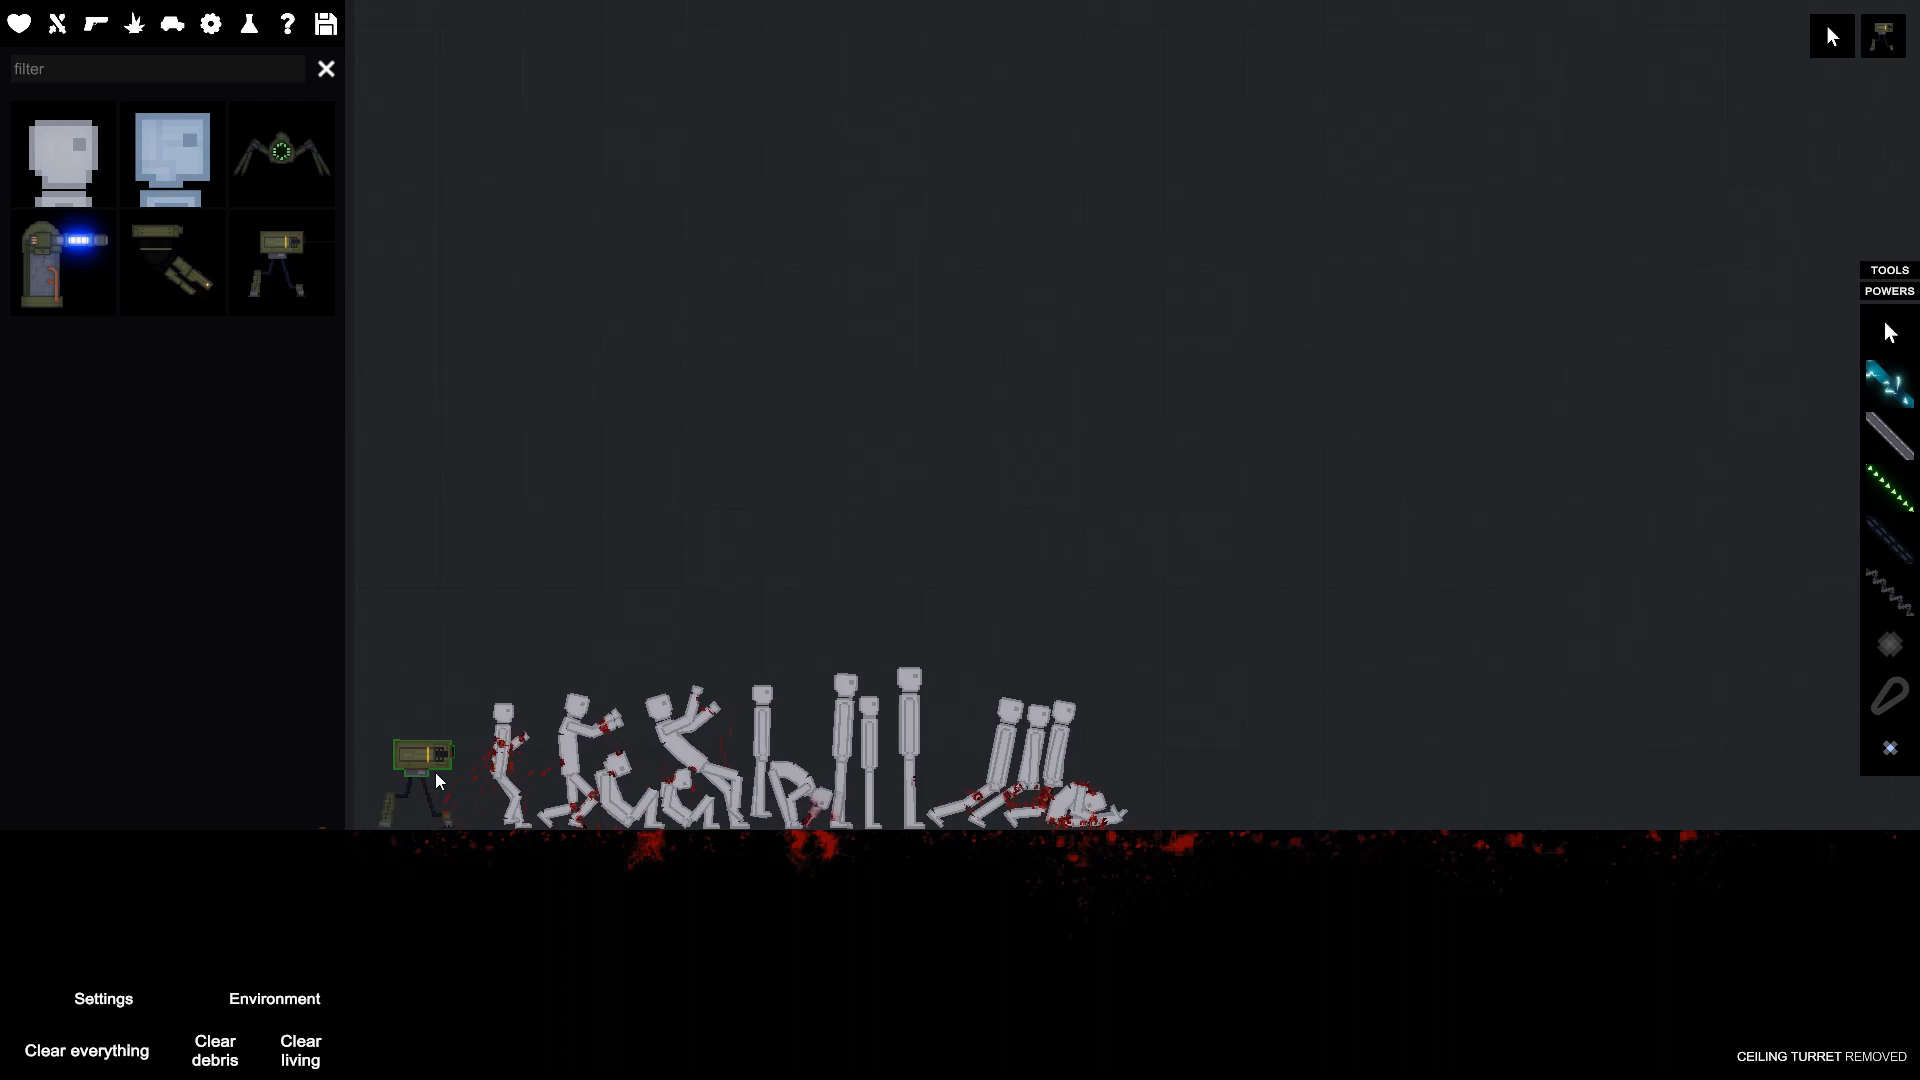 filter
TOOLS
POWERS
Settings
Environment
Clear everything
Clear
debris
Clear
living
CEILING TURRET REMOVED